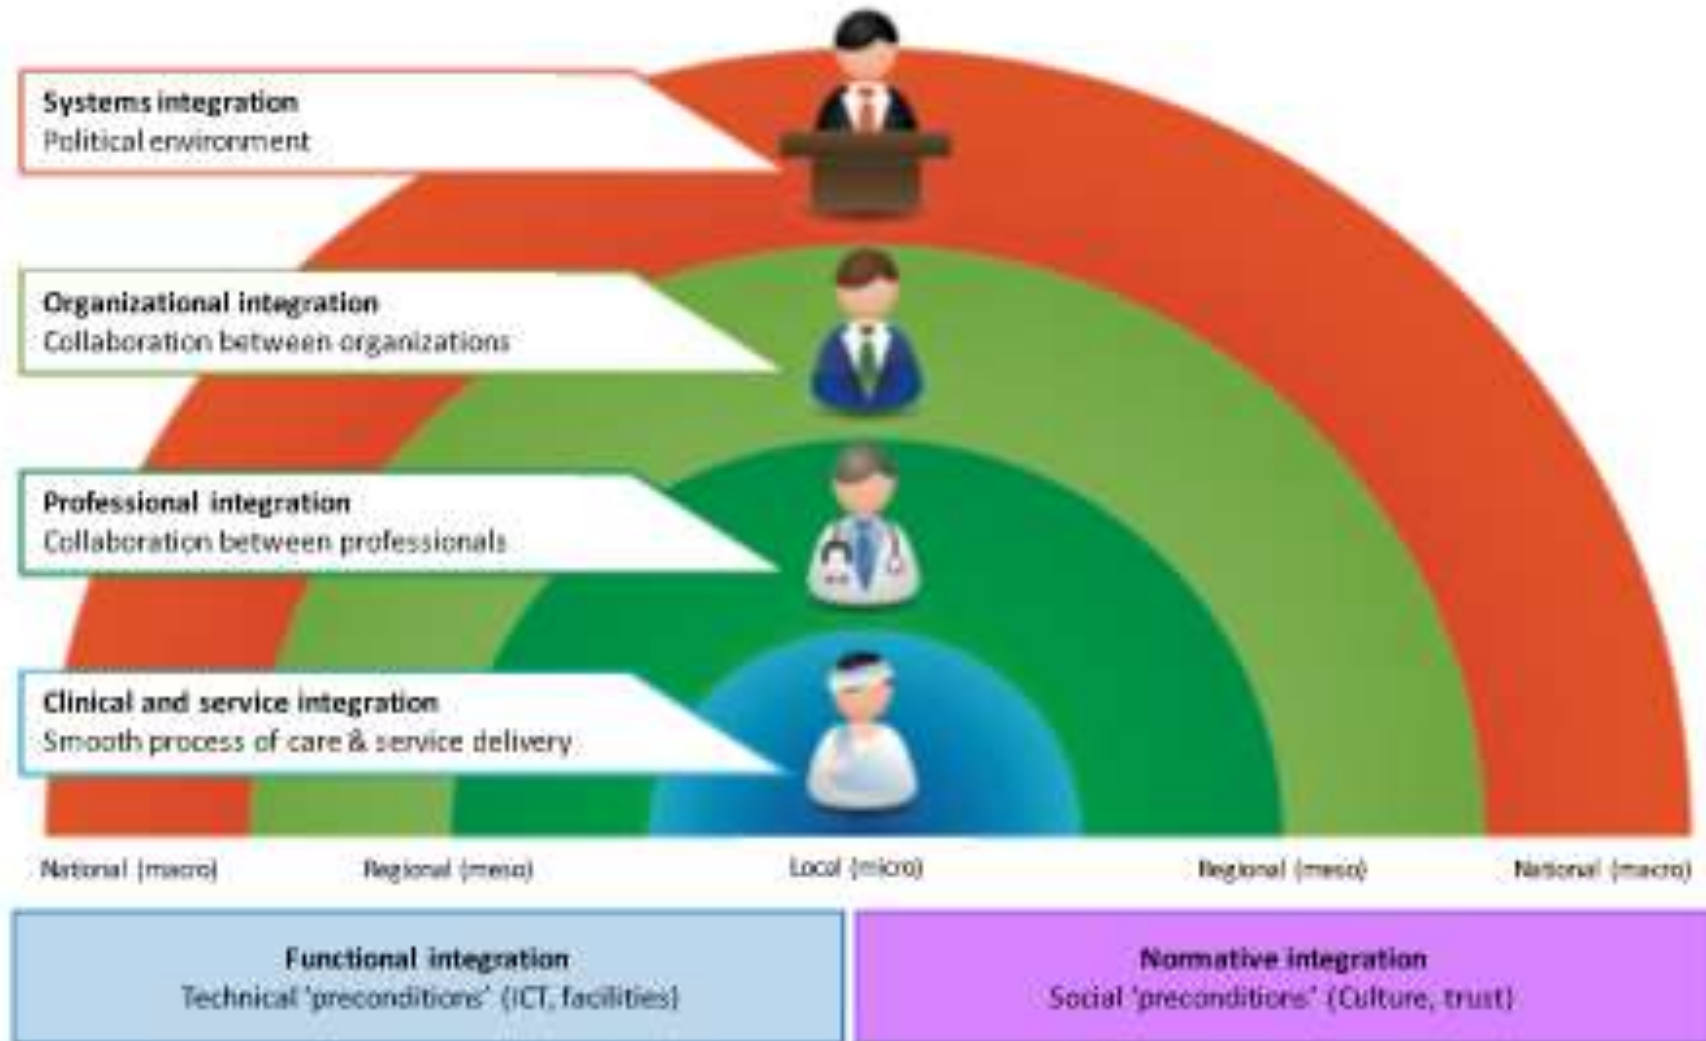 Systems integration
Political environment
Organizational integration
Collaboration between organizations
Professional integration
Collaboration between professionals
Clinical and service integration
Smooth process of care & service delivery
National (macro) Regional (meso) Local (micro) Regional (meso) National (macro)
Functional integration
Technical 'preconditions' (ICT, facilities)
Normative integration
Social 'preconditions' (Culture, trust)